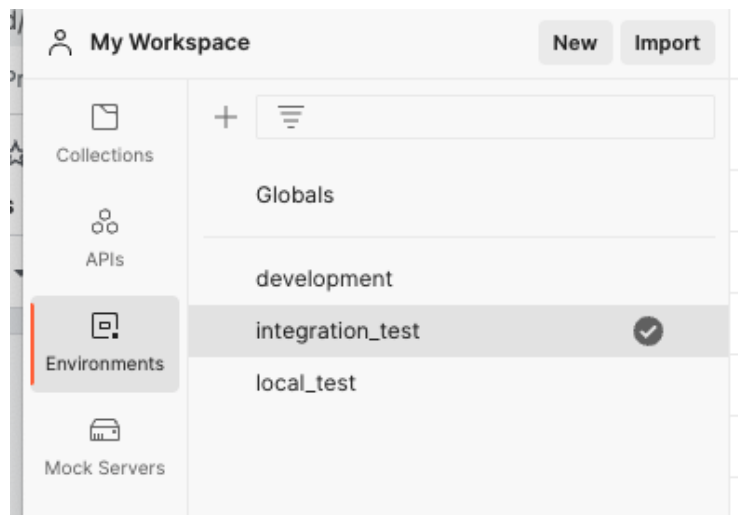 My Workspace
New
Import
Collections
APIs
Environments
Mock Servers
Globals
development
integration_test
local_test